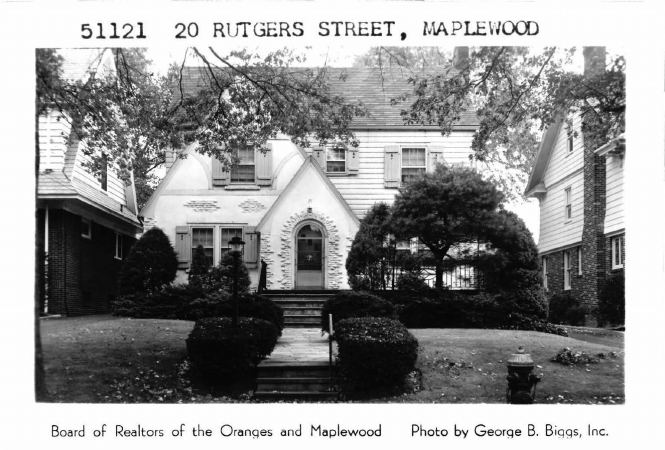 51121 20 RUTGERS STREET, MAPLEWOOD
Board of Realtors of the Oranges and Maplewood Photo by George B. Biggs, Inc.